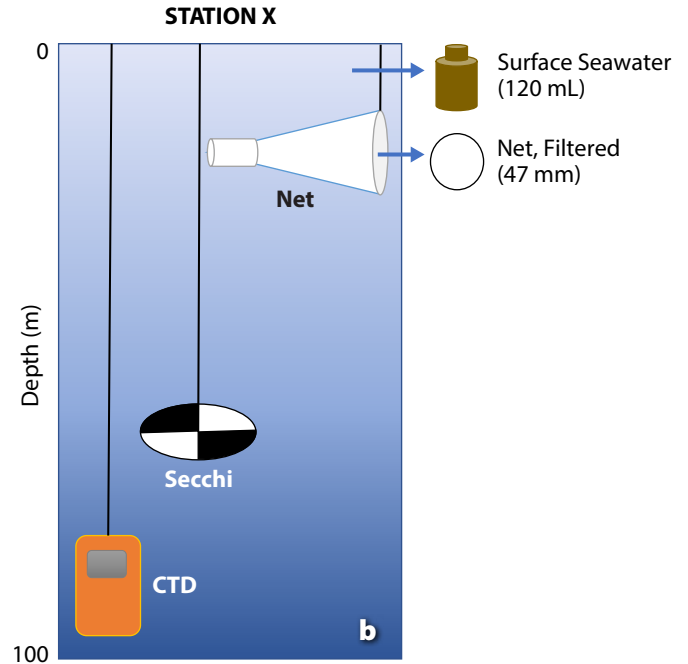 STATION X
0
Surface Seawater
(120 mL)
Net, Filtered
(47 mm)
Net
Depth (m)
Secchi
CTD
b
100